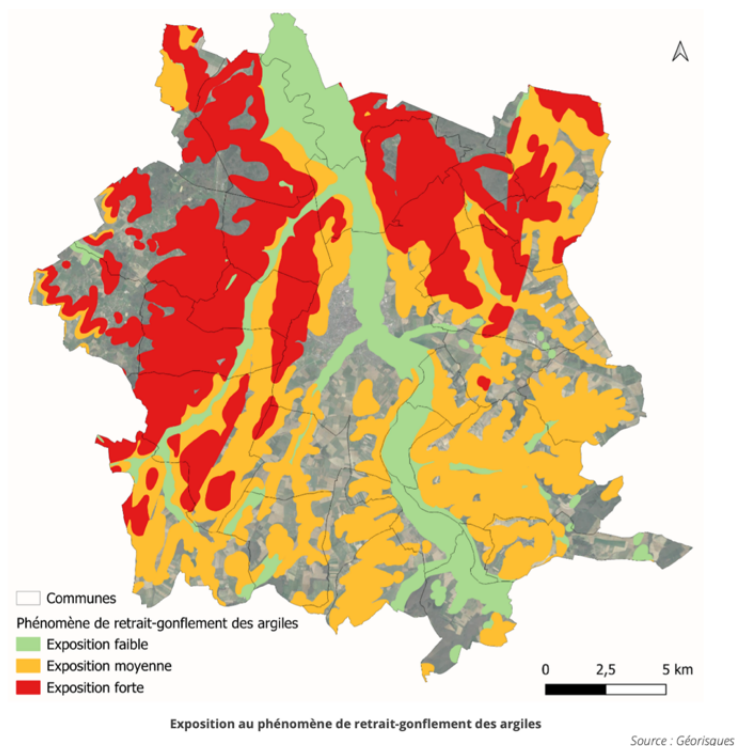 Communes
Phénomène de retrait-gonflement des argiles
Exposition faible
Exposition moyenne
Exposition forte
0 2,5 5 km
Exposition au phénomène de retrait-gonflement des argiles
Source : Géorisques